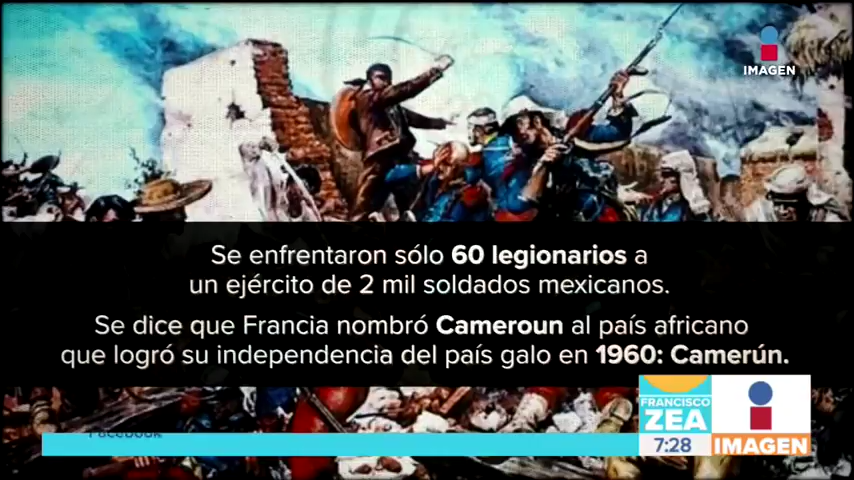 IMAGEN
Se enfrentaron sólo 60 legionarios a
un ejército de 2 mil soldados mexicanos.
Se dice que Francia nombró Cameroun al país africano
que logró su independencia del país galo en 1960: Camerún.
FRANCISCO
ZEA
Facebook
7:28 IMAGEN